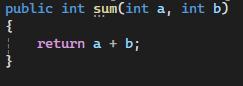 public int sum(int a, int b)
{
    return a + b;
}